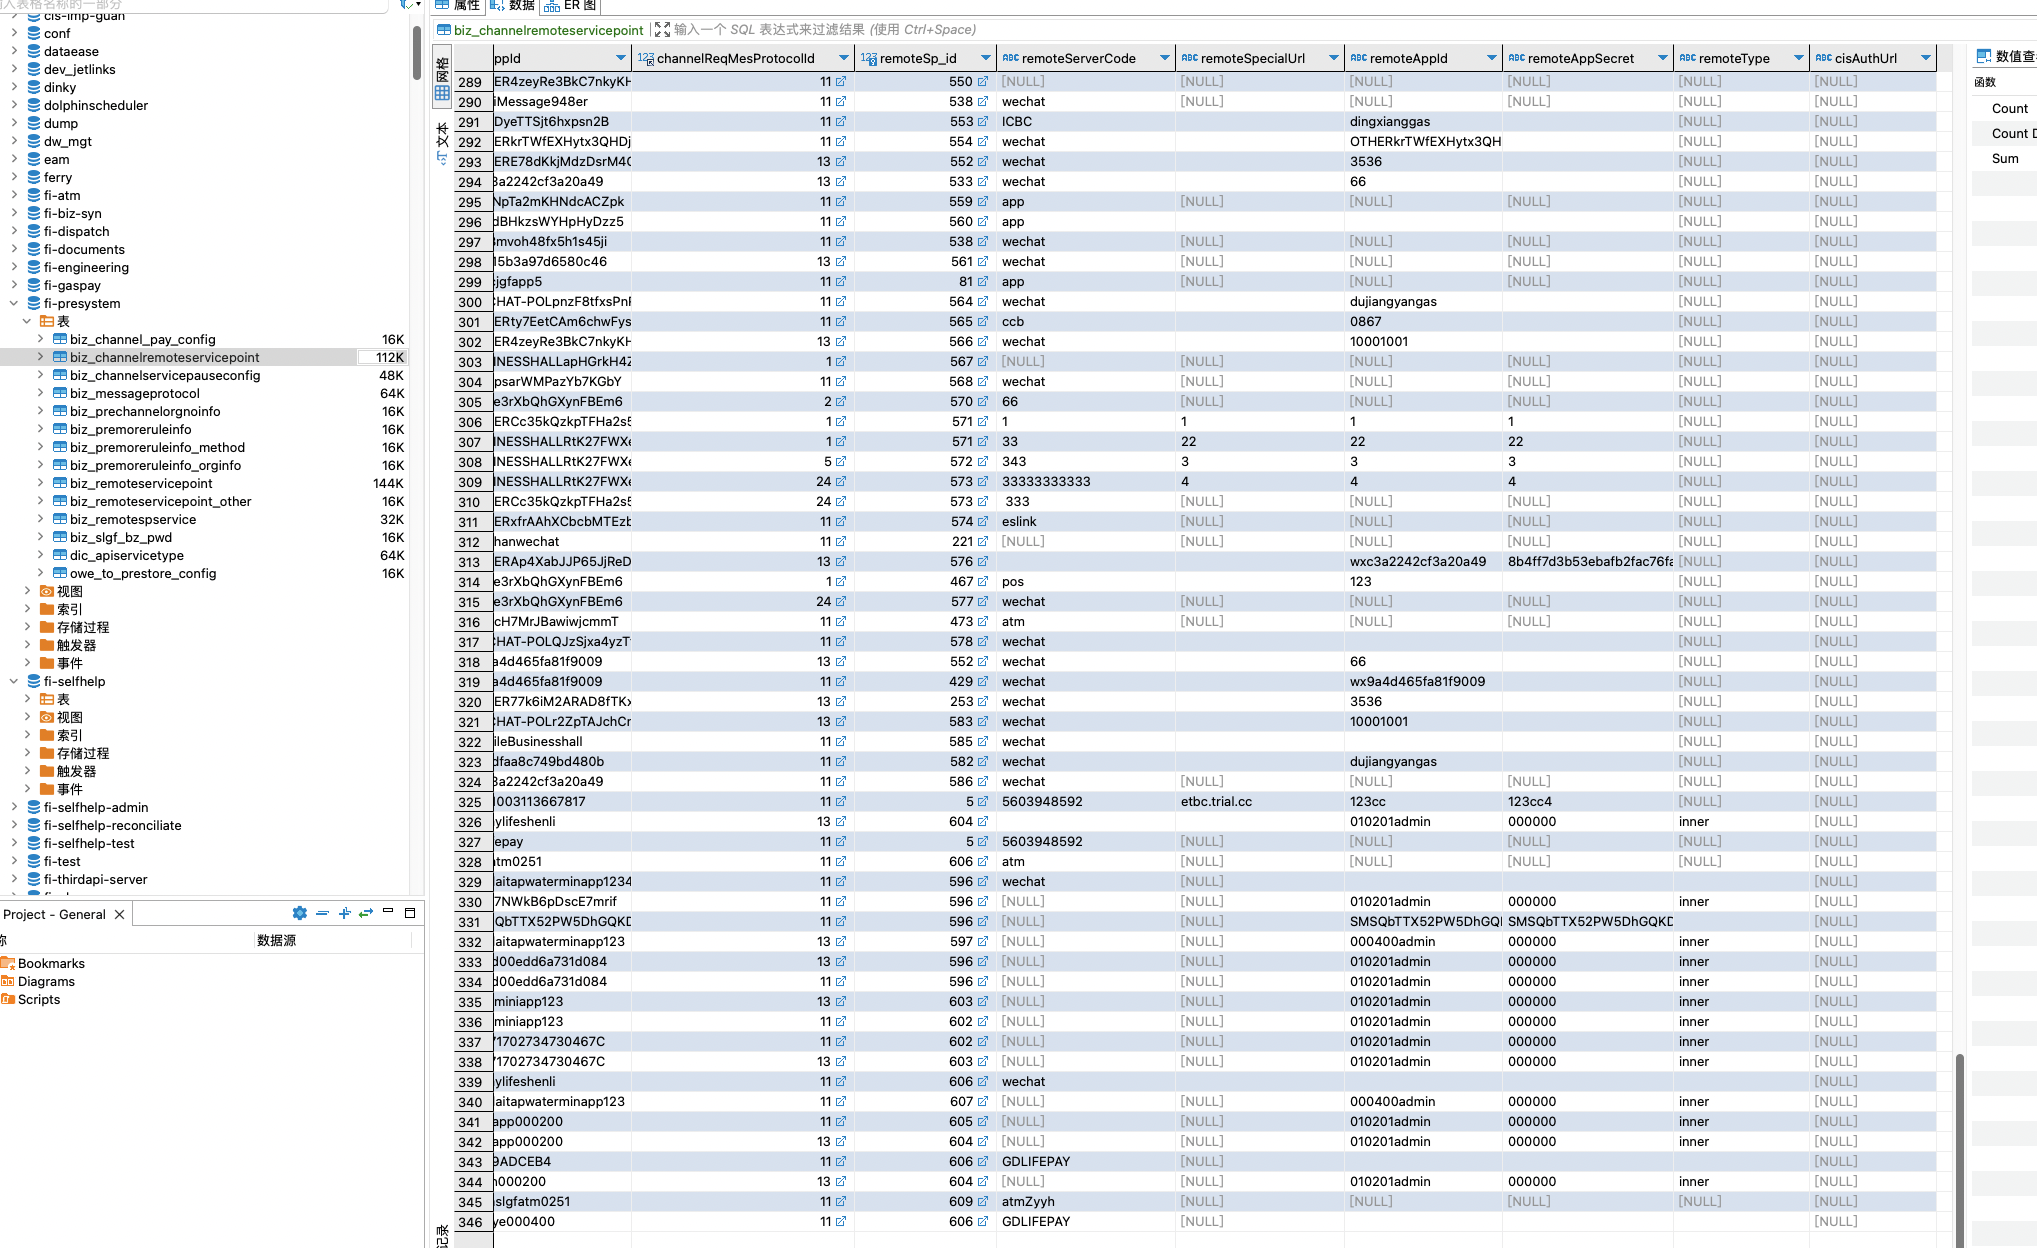 入表格名称的一部分
cis-imp-guan
conf
dataease
dev_jetlinks
dinky
dolphinscheduler
dump
dw_mgt
eam
ferry
fi-atm
fi-biz-syn
fi-dispatch
fi-documents
fi-engineering
fi-gaspay
fi-presystem
表
biz_channel_pay_config 16K
biz_channelremoteservicepoint 112K
biz_channelservicepauseconfig 48K
biz_messageprotocol 64K
biz_prechannelorgnoinfo 16K
biz_premoreruleinfo 16K
biz_premoreruleinfo_method 16K
biz_premoreruleinfo_orginfo 16K
biz_remoteservicepoint 144K
biz_remoteservicepoint_other 16K
biz_remotespservice 32K
biz_slgf_bz_pwd 16K
dic_apiservicetype 64K
owe_to_prestore_config 16K
视图
索引
存储过程
触发器
事件
fi-selfhelp
表
视图
索引
存储过程
触发器
事件
fi-selfhelp-admin
fi-selfhelp-reconciliate
fi-selfhelp-test
fi-test
fi-thirdapi-server
Project - General
称 数据源
Bookmarks
Diagrams
Scripts
属性 数据 ER 图
biz_channelremoteservicepoint 输入一个 SQL 表达式来过滤结果 (使用 Ctrl+Space)
网格
文本
记录
ppId 123 channelReqMesProtocolId 123 remoteSp_id ABC remoteServerCode ABC remoteSpecialUrl ABC remoteAppId ABC remoteAppSecret ABC remoteType ABC cisAuthUrl
289 ER4zeyRe3BkC7nkyKH 11 550 [NULL] [NULL] [NULL] [NULL] [NULL] [NULL]
290 iMessage948er 11 538 wechat [NULL] [NULL] [NULL] [NULL] [NULL]
291 DyeTTSjt6hxpsn2B 11 553 ICBC dingxianggas [NULL] [NULL]
292 ERkrTWfEXHytx3QHDj 11 554 wechat OTHERkrTWfEXHytx3QH [NULL] [NULL]
293 ERE78dKkjMdzDsrM4C 13 552 wechat 3536 [NULL] [NULL]
294 3a2242cf3a20a49 13 533 wechat 66 [NULL] [NULL]
295 NpTa2mKHNdcACZpk 11 559 app [NULL] [NULL] [NULL] [NULL] [NULL]
296 dBHkzsWYHpHyDzz5 11 560 app [NULL] [NULL]
297 mvoh48fx5h1s45ji 11 538 wechat [NULL] [NULL] [NULL] [NULL] [NULL]
298 15b3a97d6580c46 13 561 wechat [NULL] [NULL] [NULL] [NULL] [NULL]
299 jgfapp5 11 81 app [NULL] [NULL] [NULL] [NULL] [NULL]
300 CHAT-POLpnzF8tfxsPnF 11 564 wechat dujiangyangas [NULL] [NULL]
301 ERty7EetCAm6chwFys 11 565 ccb 0867 [NULL] [NULL]
302 ER4zeyRe3BkC7nkyKH 13 566 wechat 10001001 [NULL] [NULL]
303 INESSHALLapHGrkH4Z 1 567 [NULL] [NULL] [NULL] [NULL] [NULL] [NULL]
304 psarWMPazYb7KGbY 11 568 wechat [NULL] [NULL]
305 e3rXbQhGXynFBEm6 2 570 66 [NULL] [NULL] [NULL] [NULL] [NULL]
306 ERCc35kQzkpTFHa2s5 1 571 1 1 1 1 [NULL] [NULL]
307 INESSHALLRtK27FWXe 1 571 33 22 22 22 [NULL] [NULL]
308 INESSHALLRtK27FWXe 5 572 343 3 3 3 [NULL] [NULL]
309 INESSHALLRtK27FWXe 24 573 33333333333 4 4 4 [NULL] [NULL]
310 ERCc35kQzkpTFHa2s5 24 573 333 [NULL] [NULL] [NULL] [NULL] [NULL]
311 ERxfrAAhXCbcbMTEzb 11 574 eslink [NULL] [NULL] [NULL] [NULL] [NULL]
312 hanwechat 11 221 [NULL] [NULL] [NULL] [NULL] [NULL] [NULL]
313 ERAp4XabJJP65JjReD 13 576 wxc3a2242cf3a20a49 8b4ff7d3b53ebafb2fac76fa [NULL] [NULL]
314 e3rXbQhGXynFBEm6 1 467 pos 123 [NULL] [NULL]
315 e3rXbQhGXynFBEm6 24 577 wechat [NULL] [NULL] [NULL] [NULL] [NULL]
316 cH7MrJBawiwjcmmT 11 473 atm [NULL] [NULL] [NULL] [NULL] [NULL]
317 CHAT-POLQJzSjxa4yzT 11 578 wechat [NULL] [NULL]
318 a4d465fa81f9009 13 552 wechat 66 [NULL] [NULL]
319 a4d465fa81f9009 11 429 wechat wx9a4d465fa81f9009 [NULL] [NULL]
320 ER77k6iM2ARAD8fTKx 13 253 wechat 3536 [NULL] [NULL]
321 CHAT-POLr2ZpTAJchCr 13 583 wechat 10001001 [NULL] [NULL]
322 ileBusinesshall 11 585 wechat [NULL] [NULL]
323 dfaa8c749bd480b 11 582 wechat dujiangyangas [NULL] [NULL]
324 3a2242cf3a20a49 11 586 wechat [NULL] [NULL] [NULL] [NULL] [NULL]
325 1003113667817 11 5 5603948592 etbc.trial.cc 123cc 123cc4 [NULL] [NULL]
326 ylifeshenli 13 604 010201admin 000000 inner [NULL]
327 epay 11 5 5603948592 [NULL] [NULL] [NULL] [NULL] [NULL]
328 atm0251 11 606 atm [NULL] [NULL] [NULL] [NULL] [NULL]
329 aitapwaterminapp1234 11 596 wechat [NULL] [NULL]
330 7NWkB6pDscE7mrif 11 596 [NULL] [NULL] 010201admin 000000 inner [NULL]
331 QbTTX52PW5DhGQKD 11 596 [NULL] [NULL] SMSQbTTX52PW5DhGQI SMSQbTTX52PW5DhGQKD [NULL] [NULL]
332 aitapwaterminapp123 13 597 [NULL] [NULL] 000400admin 000000 inner [NULL]
333 d00edd6a731d084 13 596 [NULL] [NULL] 010201admin 000000 inner [NULL]
334 d00edd6a731d084 11 596 [NULL] [NULL] 010201admin 000000 inner [NULL]
335 miniapp123 13 603 [NULL] [NULL] 010201admin 000000 inner [NULL]
336 miniapp123 11 602 [NULL] [NULL] 010201admin 000000 inner [NULL]
337 71702734730467C 11 602 [NULL] [NULL] 010201admin 000000 inner [NULL]
338 71702734730467C 13 603 [NULL] [NULL] 010201admin 000000 inner [NULL]
339 ylifeshenli 11 606 wechat [NULL]
340 aitapwaterminapp123 11 607 [NULL] [NULL] 000400admin 000000 inner [NULL]
341 app000200 11 605 [NULL] [NULL] 010201admin 000000 inner [NULL]
342 app000200 13 604 [NULL] [NULL] 010201admin 000000 inner [NULL]
343 9ADCEB4 11 606 GDLIFEPAY [NULL] [NULL]
344 h000200 13 604 [NULL] [NULL] 010201admin 000000 inner [NULL]
345 slgfatm0251 11 609 atmZyyh [NULL] [NULL] [NULL] [NULL] [NULL]
346 ye000400 11 606 GDLIFEPAY [NULL] [NULL]
数值查
函数
Count
Count D
Sum